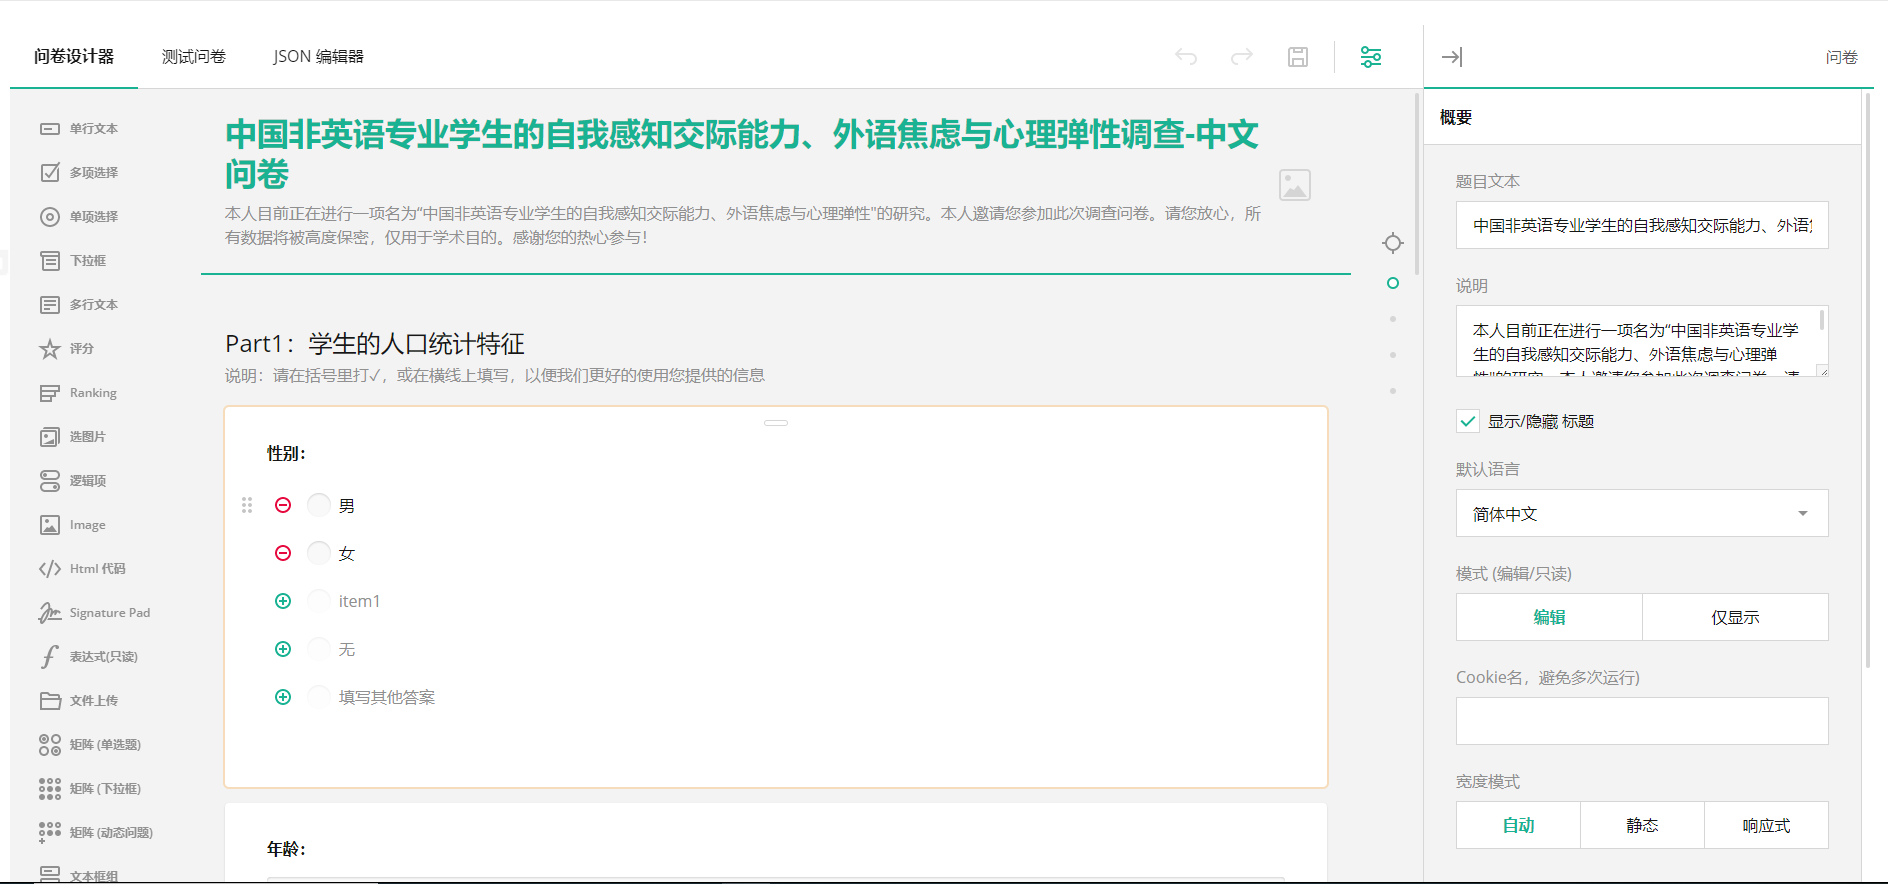 问卷设计器
测试问卷
JSON 编辑器
问卷
单行文本
多项选择
单项选择
下拉框
多行文本
评分
Ranking
选图片
逻辑项
Image
Html 代码
Signature Pad
表达式(只读)
文件上传
矩阵 (单选题)
矩阵 (下拉框)
矩阵 (动态问题)
文本框组
中国非英语专业学生的自我感知交际能力、外语焦虑与心理弹性调查-中文
问卷
本人目前正在进行一项名为“中国非英语专业学生的自我感知交际能力、外语焦虑与心理弹性"的研究。本人邀请您参加此次调查问卷。请您放心，所
有数据将被高度保密，仅用于学术目的。感谢您的热心参与！
Part1：学生的人口统计特征
说明：请在括号里打√，或在横线上填写，以便我们更好的使用您提供的信息
性别：
男
女
item1
无
填写其他答案
年龄：
概要
题目文本
中国非英语专业学生的自我感知交际能力、外语
说明
本人目前正在进行一项名为“中国非英语专业学
生的自我感知交际能力、外语焦虑与心理弹
性"的研究。本人邀请您参加此次调查问卷。请
显示/隐藏 标题
默认语言
简体中文
模式 (编辑/只读)
编辑
仅显示
Cookie名，避免多次运行)
宽度模式
自动
静态
响应式